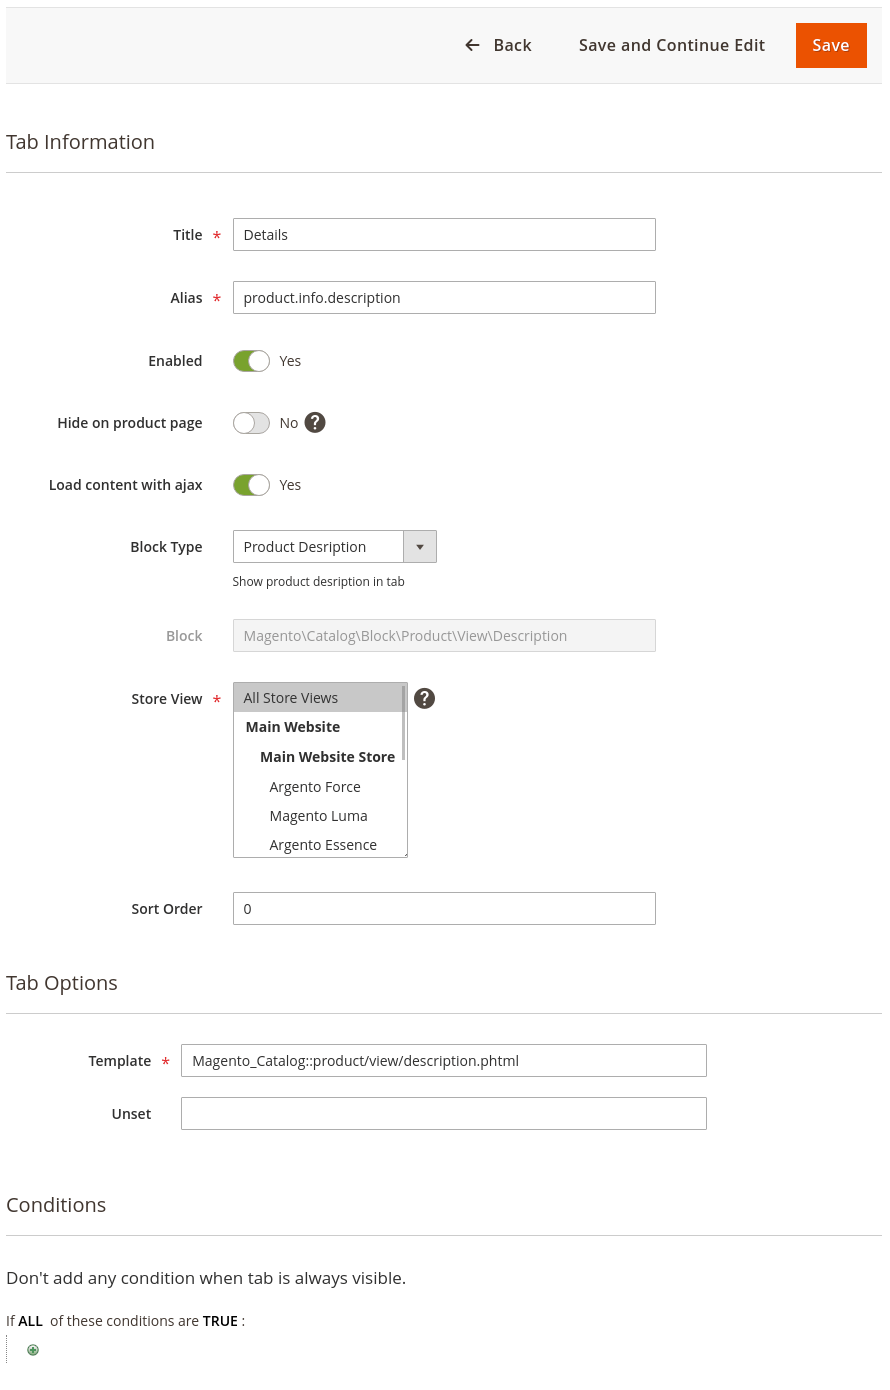 ← Back Save and Continue Edit Save
Tab Information
Title * Details
Alias * product.info.description
Enabled Yes
Hide on product page No ?
Load content with ajax Yes
Block Type Product Desription
Show product desription in tab
Block Magento\Catalog\Block\Product\View\Description
Store View * All Store Views ?
Main Website
Main Website Store
Argento Force
Magento Luma
Argento Essence
Sort Order 0
Tab Options
Template * Magento_Catalog::product/view/description.phtml
Unset
Conditions
Don't add any condition when tab is always visible.
If ALL of these conditions are TRUE :